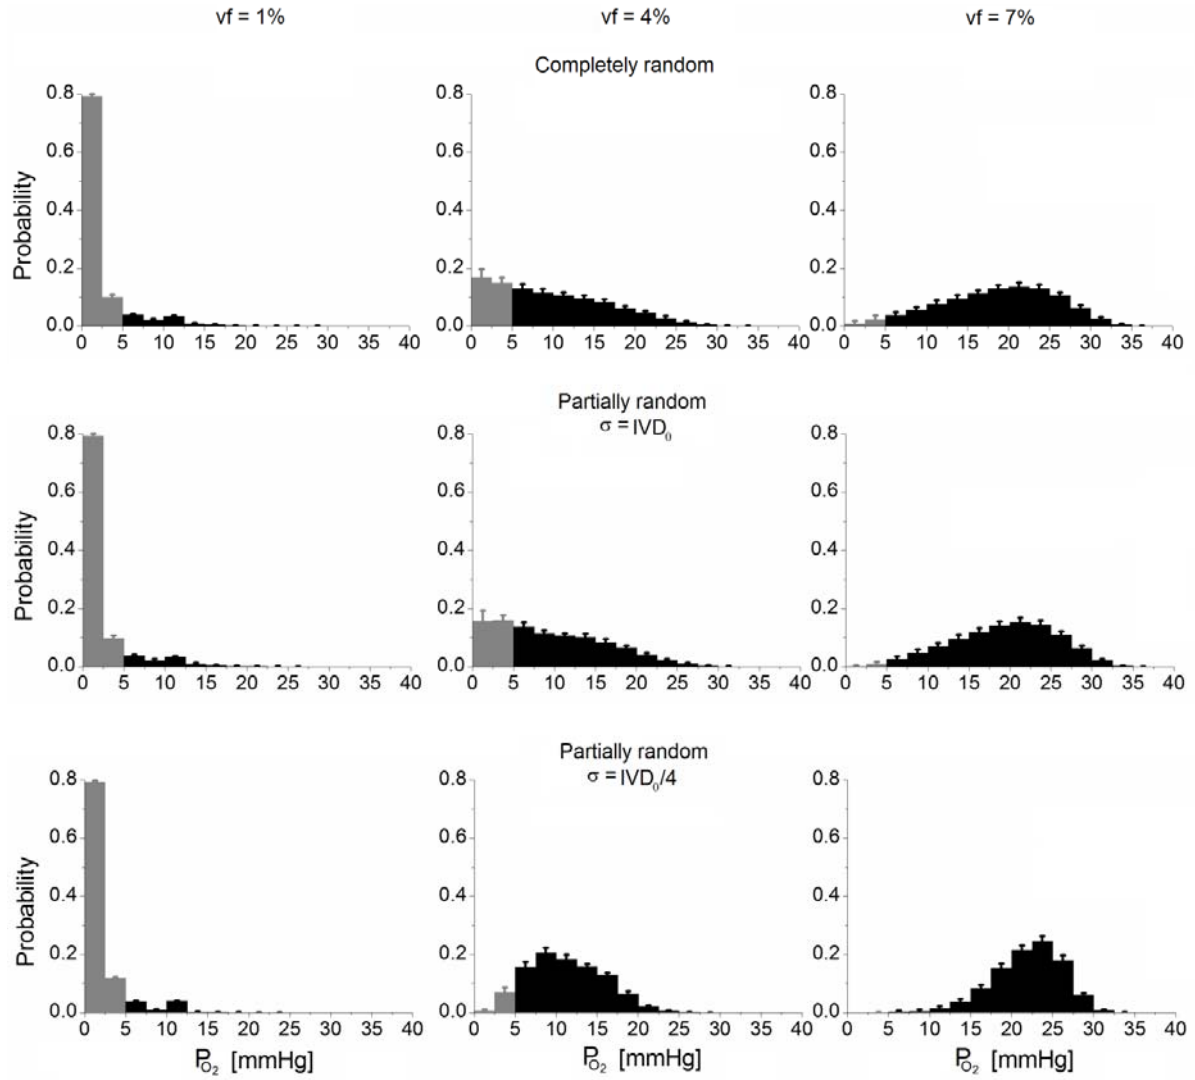 vf = 1% vf = 4% vf = 7%
Completely random
0.8 0.8 0.8
0.6 0.6 0.6
0.4 0.4 0.4
0.2 0.2 0.2
0.0 0.0 0.0
0 5 10 15 20 25 30 35 40 0 5 10 15 20 25 30 35 40 0 5 10 15 20 25 30 35 40
Probability
Partially random
σ = IVD₀
0.8 0.8 0.8
0.6 0.6 0.6
0.4 0.4 0.4
0.2 0.2 0.2
0.0 0.0 0.0
0 5 10 15 20 25 30 35 40 0 5 10 15 20 25 30 35 40 0 5 10 15 20 25 30 35 40
Probability
Partially random
σ = IVD₀/4
0.8 0.8 0.8
0.6 0.6 0.6
0.4 0.4 0.4
0.2 0.2 0.2
0.0 0.0 0.0
0 5 10 15 20 25 30 35 40 0 5 10 15 20 25 30 35 40 0 5 10 15 20 25 30 35 40
Probability
PO₂ [mmHg] PO₂ [mmHg] PO₂ [mmHg]